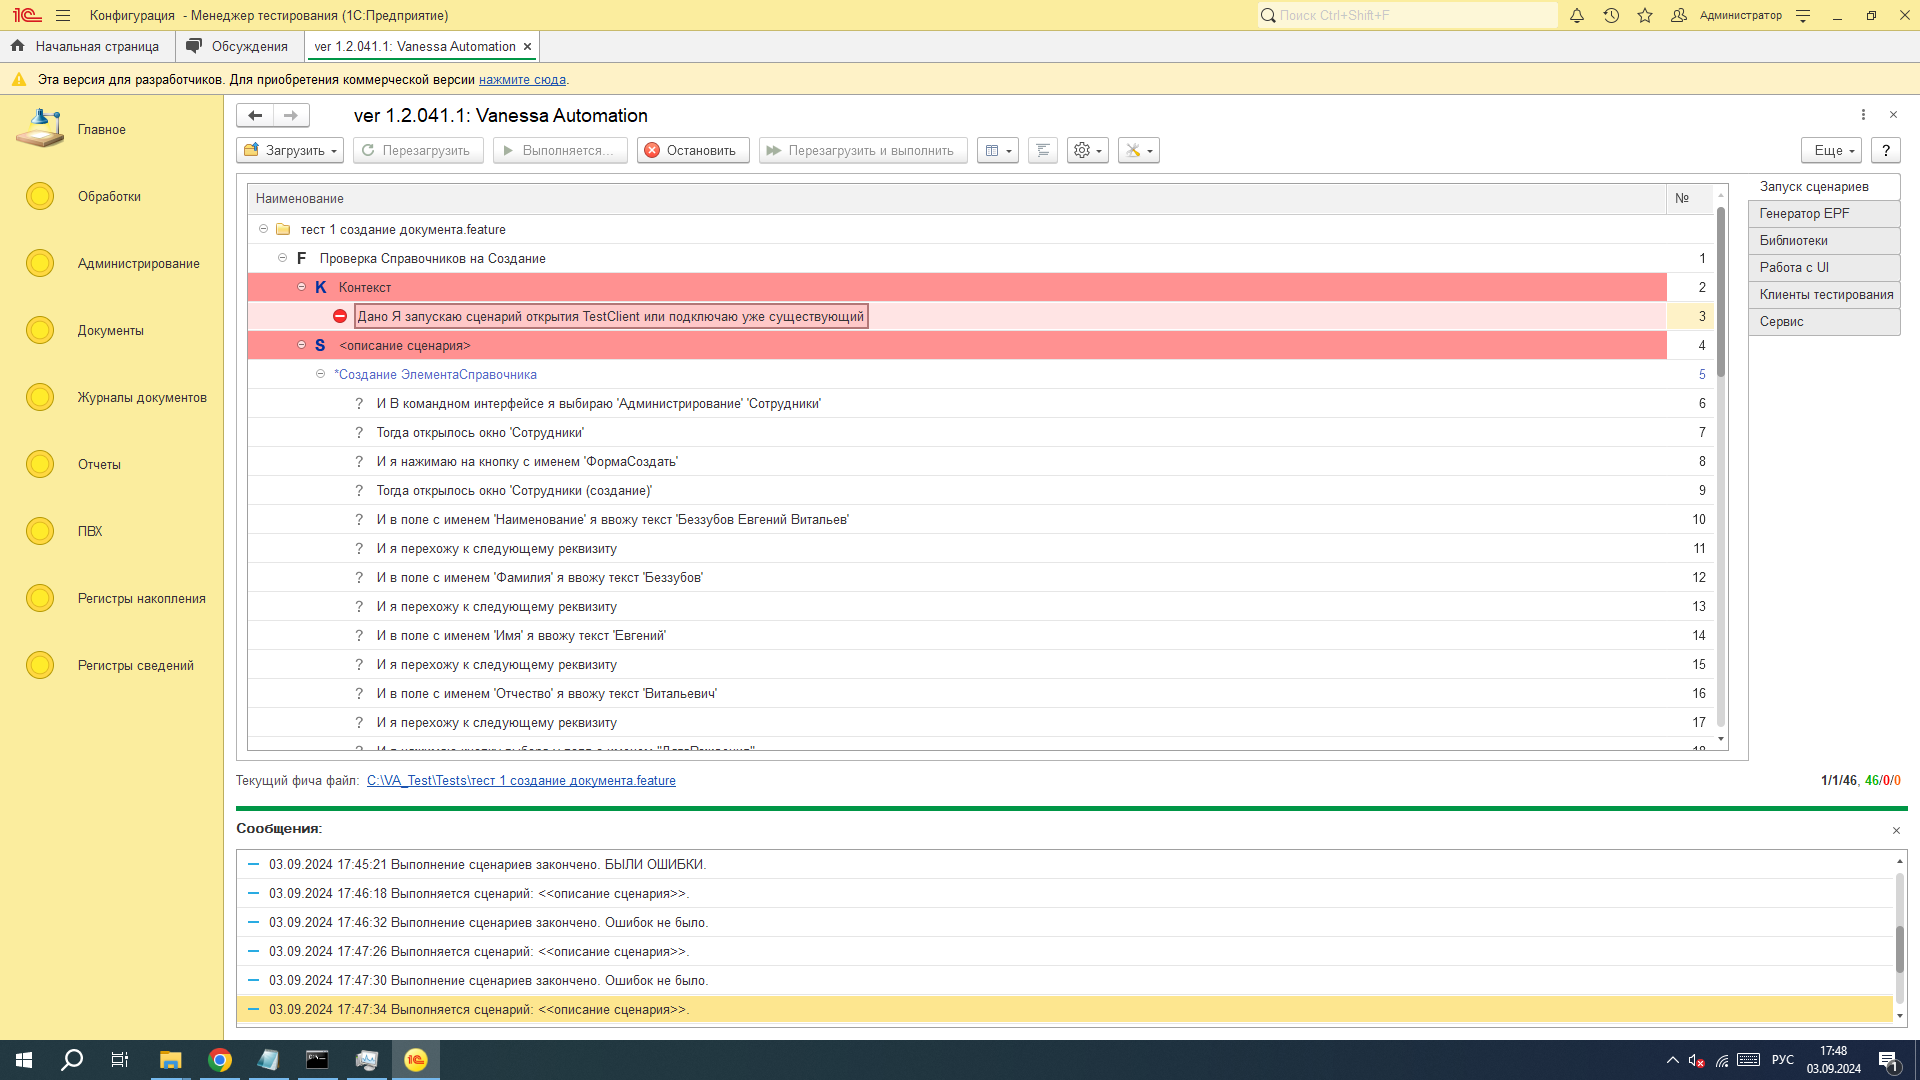 Конфигурация - Менеджер тестирования (1С:Предприятие)
Поиск Ctrl+Shift+F
Администратор
Начальная страница
Обсуждения
ver 1.2.041.1: Vanessa Automation ×
Эта версия для разработчиков. Для приобретения коммерческой версии нажмите сюда.
Главное
Обработки
Администрирование
Документы
Журналы документов
Отчеты
ПВХ
Регистры накопления
Регистры сведений
ver 1.2.041.1: Vanessa Automation
Загрузить
Перезагрузить
Выполняется...
Остановить
Перезагрузить и выполнить
Еще
?
Наименование №
тест 1 создание документа.feature
F Проверка Справочников на Создание 1
K Контекст 2
Дано Я запускаю сценарий открытия TestClient или подключаю уже существующий 3
S <описание сценария> 4
*Создание ЭлементаСправочника 5
? И В командном интерфейсе я выбираю 'Администрирование' 'Сотрудники' 6
? Тогда открылось окно 'Сотрудники' 7
? И я нажимаю на кнопку с именем 'ФормаСоздать' 8
? Тогда открылось окно 'Сотрудники (создание)' 9
? И в поле с именем 'Наименование' я ввожу текст 'Беззубов Евгений Витальев' 10
? И я перехожу к следующему реквизиту 11
? И в поле с именем 'Фамилия' я ввожу текст 'Беззубов' 12
? И я перехожу к следующему реквизиту 13
? И в поле с именем 'Имя' я ввожу текст 'Евгений' 14
? И я перехожу к следующему реквизиту 15
? И в поле с именем 'Отчество' я ввожу текст 'Витальевич' 16
? И я перехожу к следующему реквизиту 17
Запуск сценариев
Генератор EPF
Библиотеки
Работа с UI
Клиенты тестирования
Сервис
Текущий фича файл: C:\VA_Test\Tests\тест 1 создание документа.feature
1/1/46, 46/0/0
Сообщения:
03.09.2024 17:45:21 Выполнение сценариев закончено. БЫЛИ ОШИБКИ.
03.09.2024 17:46:18 Выполняется сценарий: <<описание сценария>>.
03.09.2024 17:46:32 Выполнение сценариев закончено. Ошибок не было.
03.09.2024 17:47:26 Выполняется сценарий: <<описание сценария>>.
03.09.2024 17:47:30 Выполнение сценариев закончено. Ошибок не было.
03.09.2024 17:47:34 Выполняется сценарий: <<описание сценария>>.
РУС
17:48
03.09.2024
1